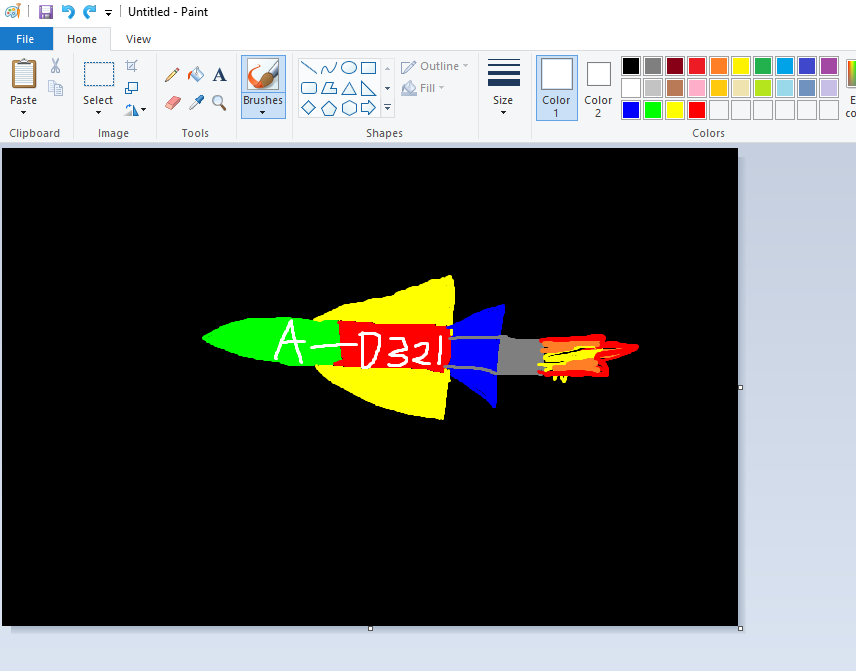 Untitled - Paint
File Home View
Paste Select Brushes Outline Fill Size Color 1 Color 2
Clipboard Image Tools Shapes Colors
A-D321